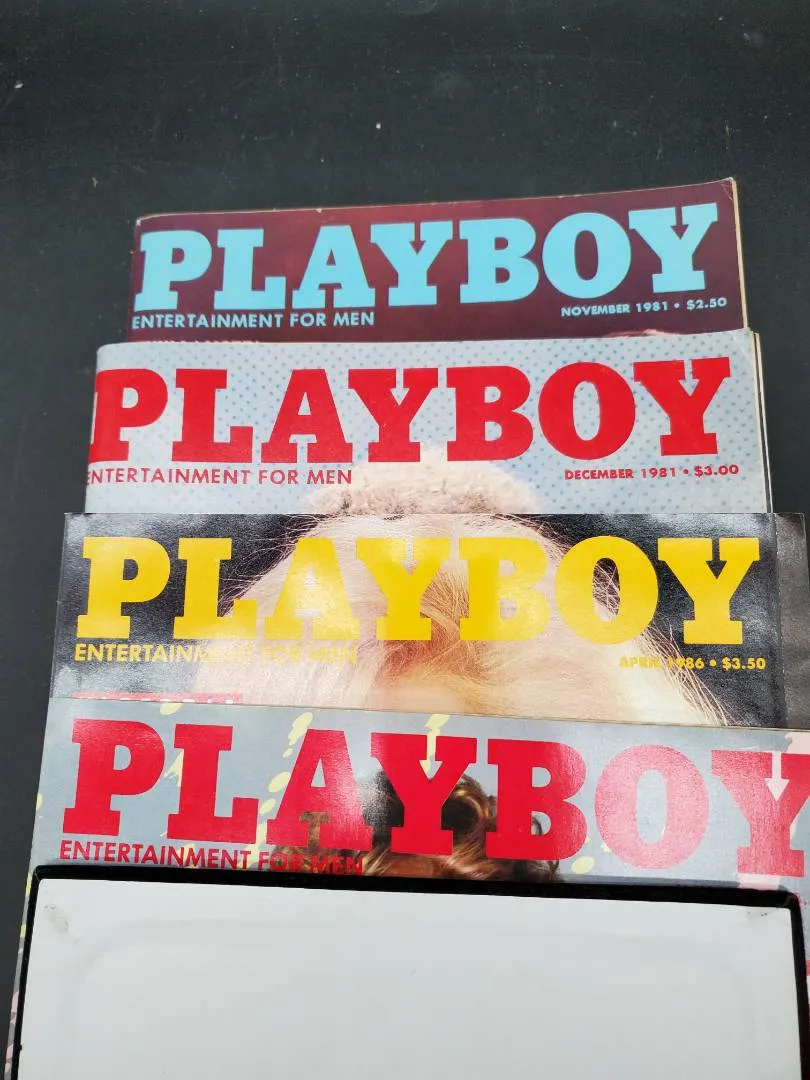 PLAYBOY
ENTERTAINMENT FOR MEN
NOVEMBER 1981 • $2.50
PLAYBOY
ENTERTAINMENT FOR MEN
DECEMBER 1981 • $3.00
PLAYBOY
ENTERTAINMENT FOR MEN
APRIL 1986 • $3.50
PLAYBOY
ENTERTAINMENT FOR MEN